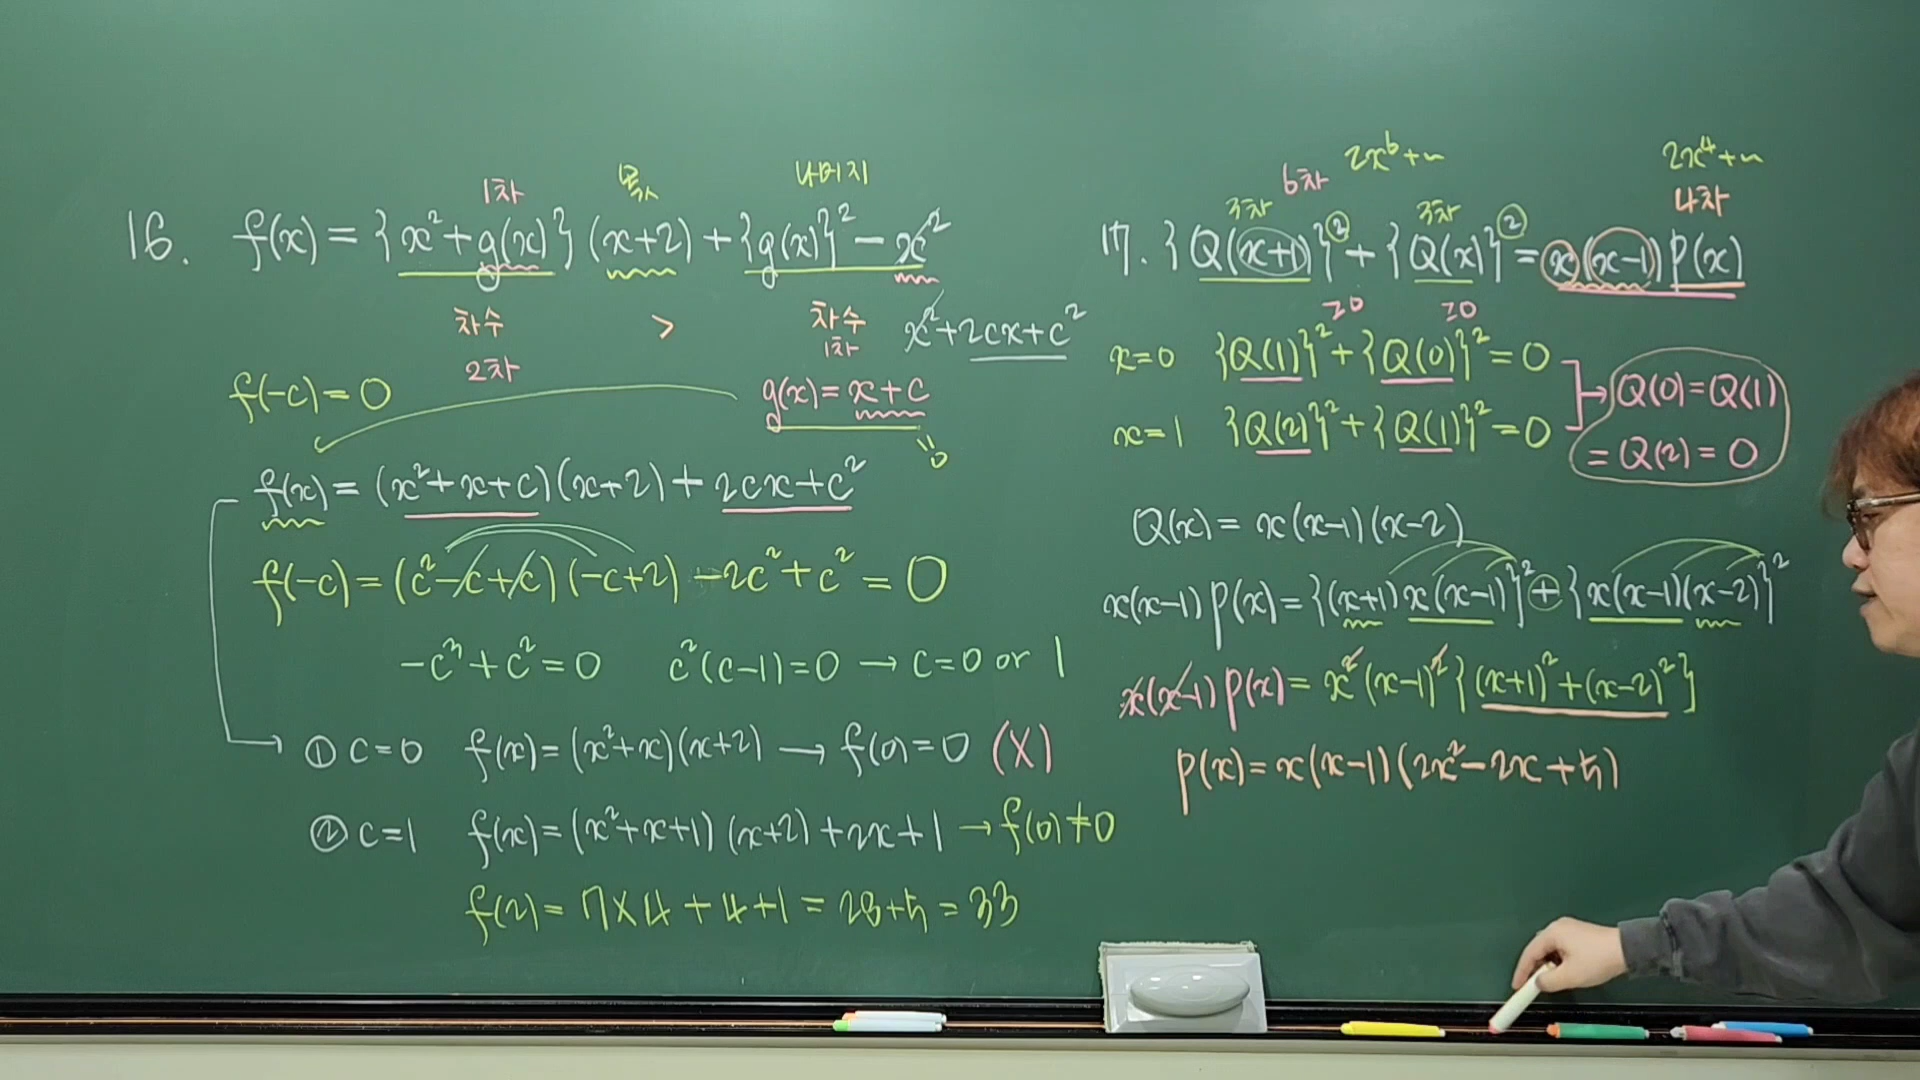 1차 몫 나머지
16. f(x) = {x²+g(x)}(x+2)+{g(x)}²-x²
차수 > 차수 x²+2cx+c²
2차 1차
f(-c)=0 g(x)=x+c
=0
f(x) = (x²+x+c)(x+2)+2cx+c²
f(-c) = (c²-c+c)(-c+2)-2c²+c² = 0
-c³+c²=0 c²(c-1)=0 → c=0 or 1
① c=0 f(x)=(x²+x)(x+2) → f(0)=0 (X)
② c=1 f(x)=(x²+x+1)(x+2)+2x+1 → f(0)≠0
f(2)= 7×4+4+1 = 28+5 = 33
6차 2x⁶+~ 2x⁴+~
3차 3차 4차
17. {Q(x+1)}²+{Q(x)}²=x(x-1)P(x)
≥0 ≥0
x=0 {Q(1)}²+{Q(0)}²=0
x=1 {Q(2)}²+{Q(1)}²=0
→ Q(0)=Q(1)
=Q(2)=0
Q(x)= x(x-1)(x-2)
x(x-1)P(x)={(x+1)x(x-1)}²+{x(x-1)(x-2)}²
x(x-1)P(x)= x²(x-1)²{(x+1)²+(x-2)²}
P(x)=x(x-1)(2x²-2x+5)